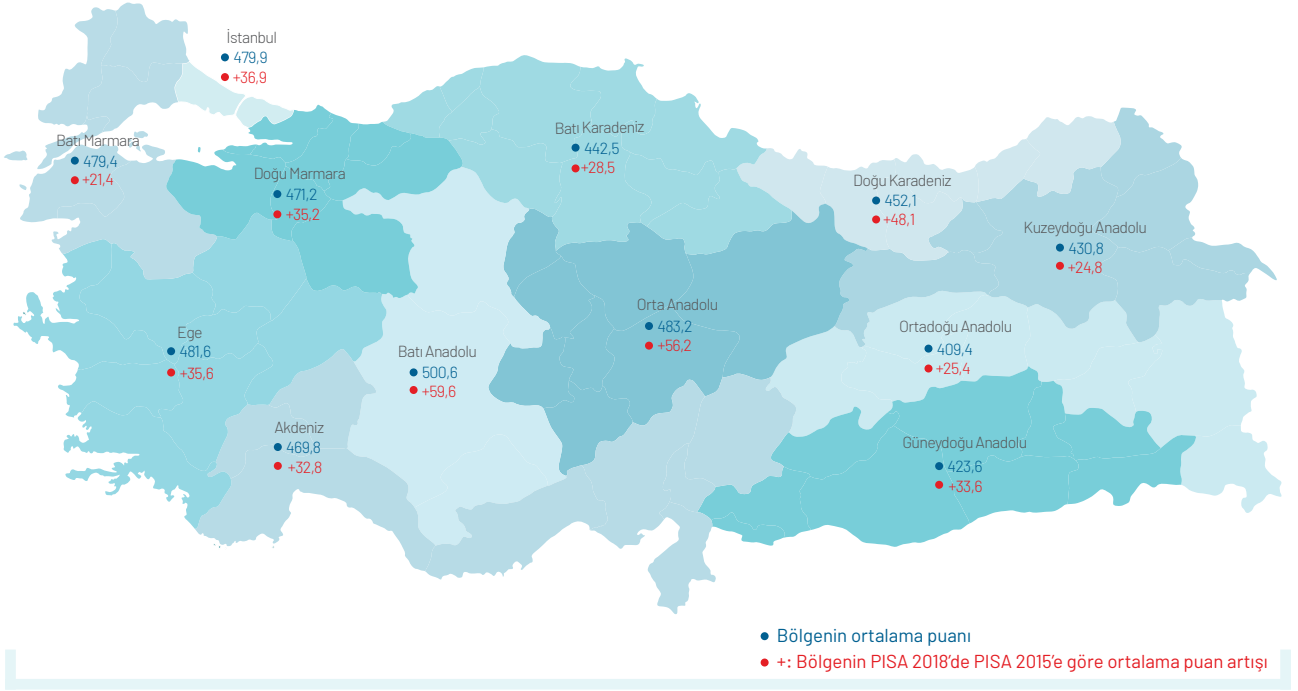 İstanbul
479,9
+36,9
Batı Marmara
479,4
+21,4
Doğu Marmara
471,2
+35,2
Batı Karadeniz
442,5
+28,5
Doğu Karadeniz
452,1
+48,1
Kuzeydoğu Anadolu
430,8
+24,8
Orta Anadolu
483,2
+56,2
Ege
481,6
+35,6
Batı Anadolu
500,6
+59,6
Ortadoğu Anadolu
409,4
+25,4
Akdeniz
469,8
+32,8
Güneydoğu Anadolu
423,6
+33,6
Bölgenin ortalama puanı
+: Bölgenin PISA 2018’de PISA 2015’e göre ortalama puan artışı